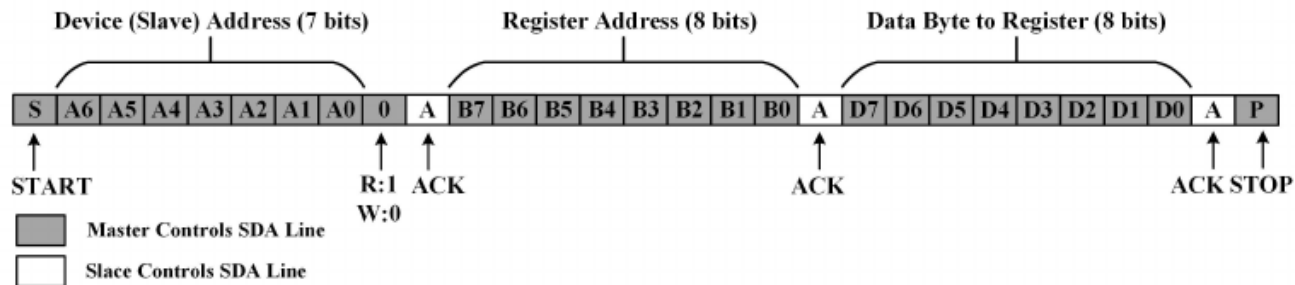 Device (Slave) Address (7 bits) Register Address (8 bits) Data Byte to Register (8 bits)
S A6 A5 A4 A3 A2 A1 A0 0 A B7 B6 B5 B4 B3 B2 B1 B0 A D7 D6 D5 D4 D3 D2 D1 D0 A P
START R:1 ACK ACK ACK STOP
W:0
Master Controls SDA Line
Slace Controls SDA Line